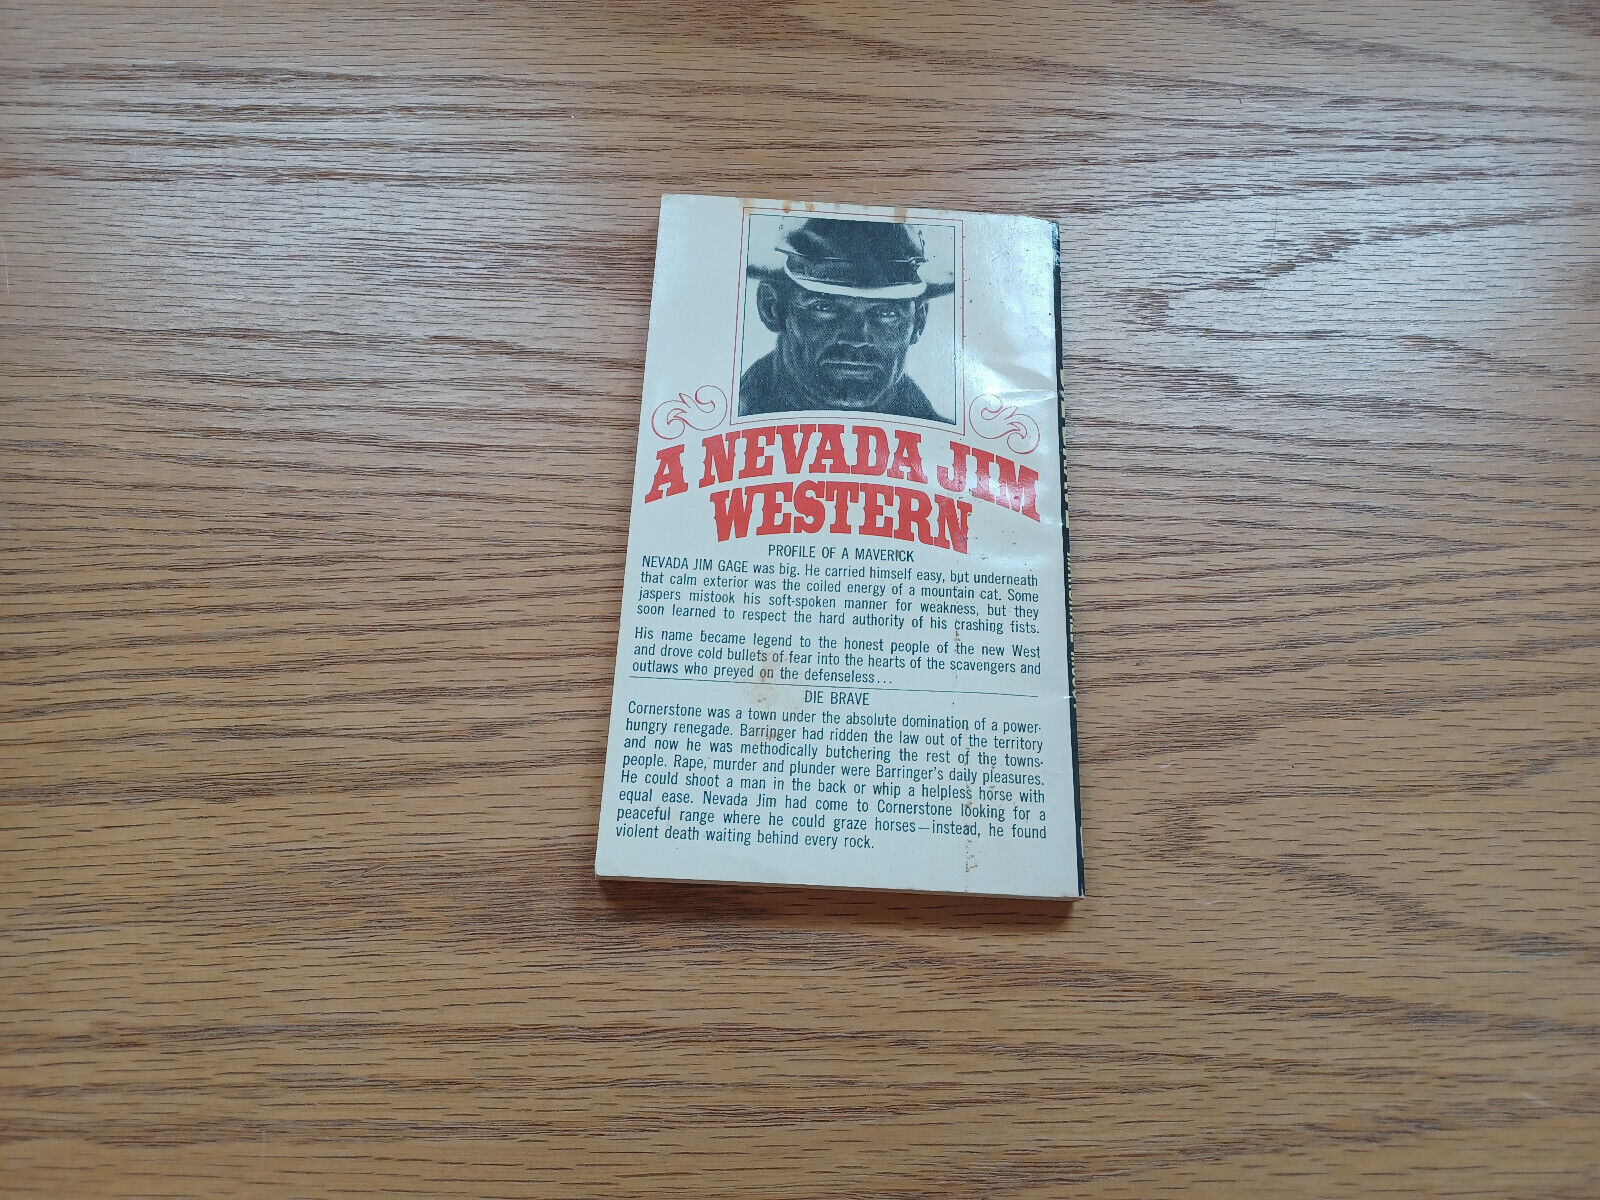 A NEVADA JIM
WESTERN
PROFILE OF A MAVERICK
NEVADA JIM GAGE was big. He carried himself easy, but underneath
that calm exterior was the coiled energy of a mountain cat. Some
jaspers mistook his soft-spoken manner for weakness, but they
soon learned to respect the hard authority of his crashing fists.
His name became legend to the honest people of the new West
and drove cold bullets of fear into the hearts of the scavengers and
outlaws who preyed on the defenseless...
DIE BRAVE
Cornerstone was a town under the absolute domination of a power-
hungry renegade. Barringer had ridden the law out of the territory
and now he was methodically butchering the rest of the towns-
people. Rape, murder and plunder were Barringer's daily pleasures.
He could shoot a man in the back or whip a helpless horse with
equal ease. Nevada Jim had come to Cornerstone looking for a
peaceful range where he could graze horses—instead, he found
violent death waiting behind every rock.